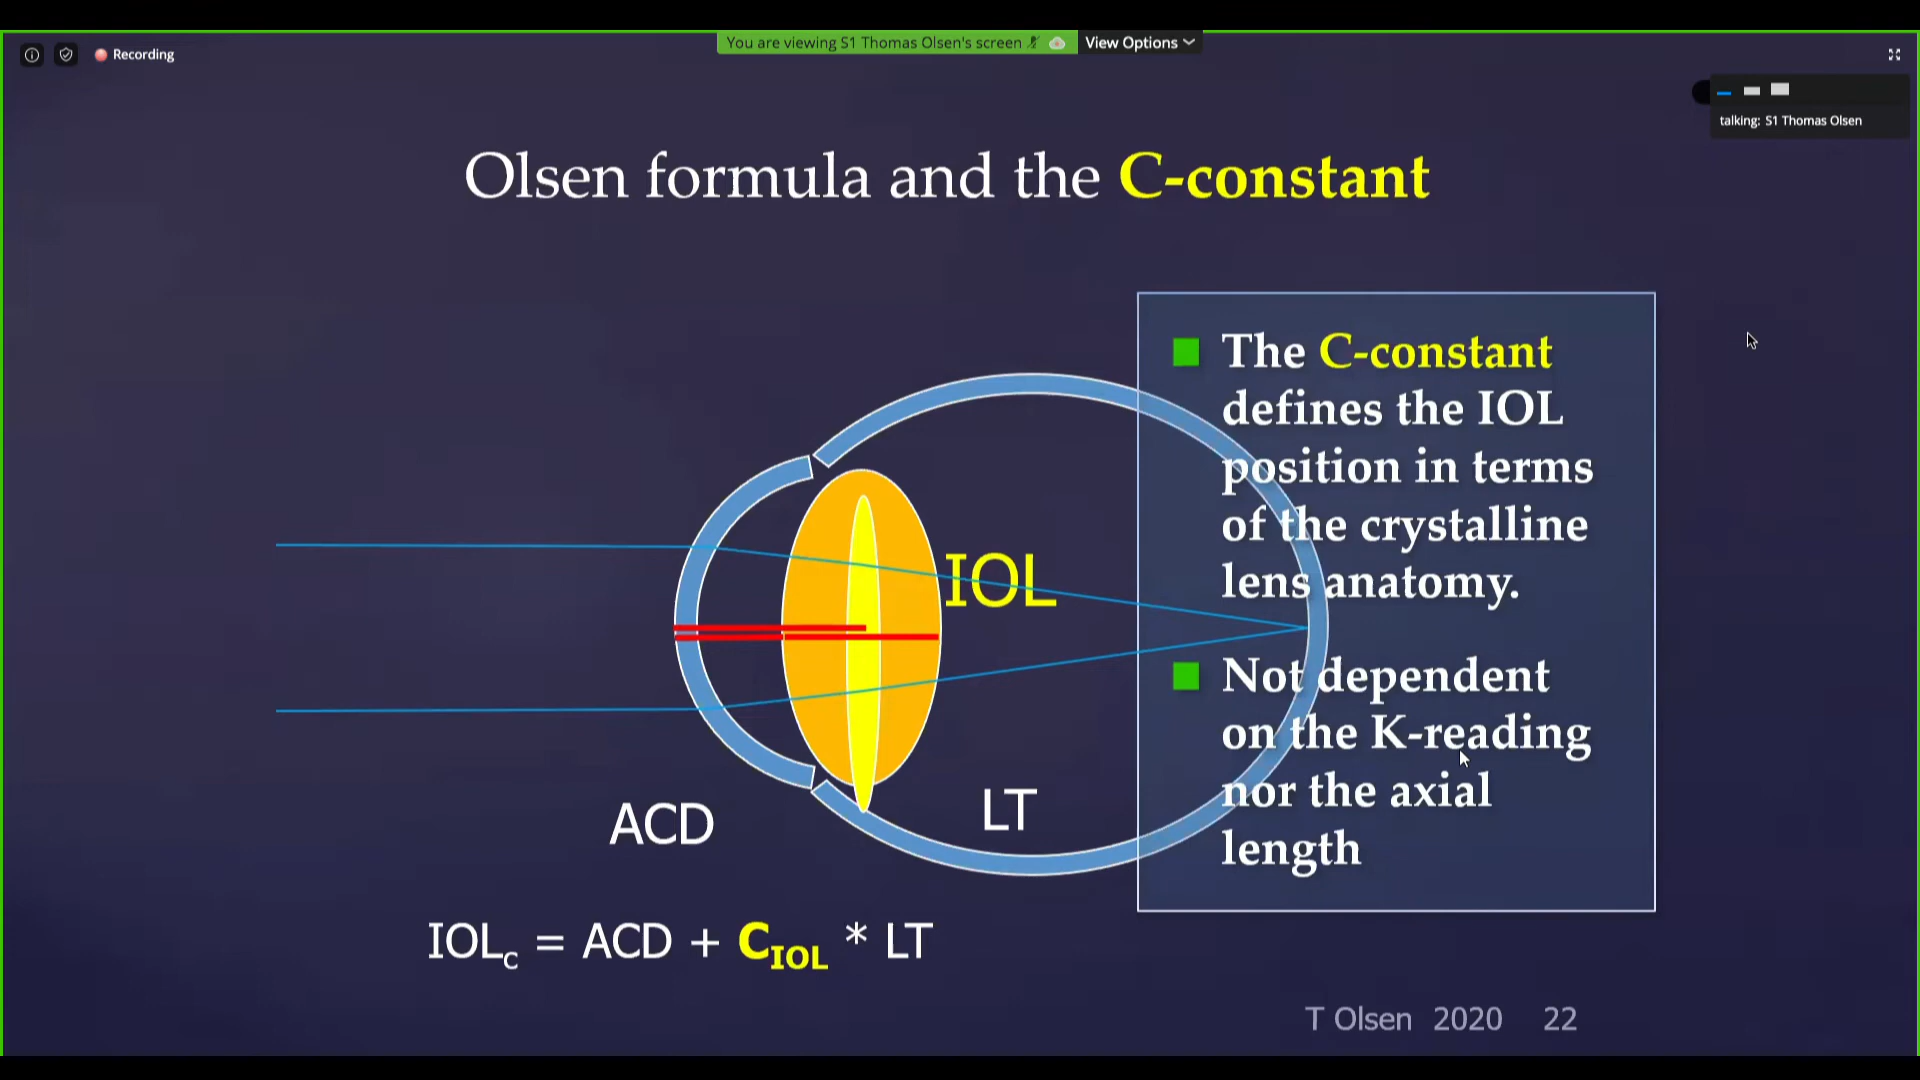 You are viewing S1 Thomas Olsen's screen
View Options
Recording
talking: S1 Thomas Olsen
Olsen formula and the C-constant
The C-constant
defines the IOL
position in terms
of the crystalline
lens anatomy.
Not dependent
on the K-reading
nor the axial
length
IOL
ACD
LT
IOLc = ACD + CIOL * LT
T Olsen 2020 22